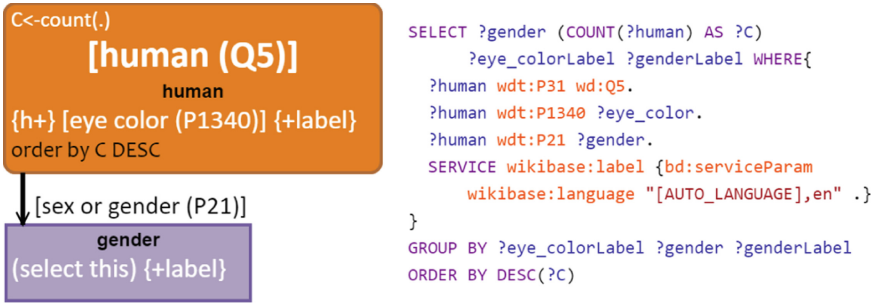 C<-count(.)
[human (Q5)]
human
{h+} [eye color (P1340)] {+label}
order by C DESC
[sex or gender (P21)]
gender
(select this) {+label}
SELECT ?gender (COUNT(?human) AS ?C)
?eye_colorLabel ?genderLabel WHERE{
?human wdt:P31 wd:Q5.
?human wdt:P1340 ?eye_color.
?human wdt:P21 ?gender.
SERVICE wikibase:label {bd:serviceParam
wikibase:language "[AUTO_LANGUAGE],en" .}
}
GROUP BY ?eye_colorLabel ?gender ?genderLabel
ORDER BY DESC(?C)